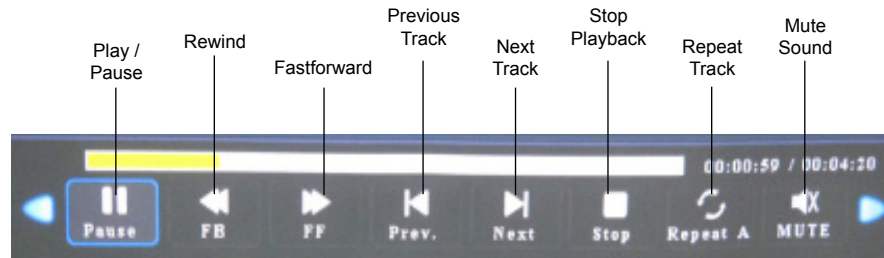 Play /
Pause
Rewind
Fastforward
Previous
Track
Next
Track
Stop
Playback
Repeat
Track
Mute
Sound
00:00:59 / 00:04:20
Pause
FB
FF
Prev.
Next
Stop
Repeat A
MUTE